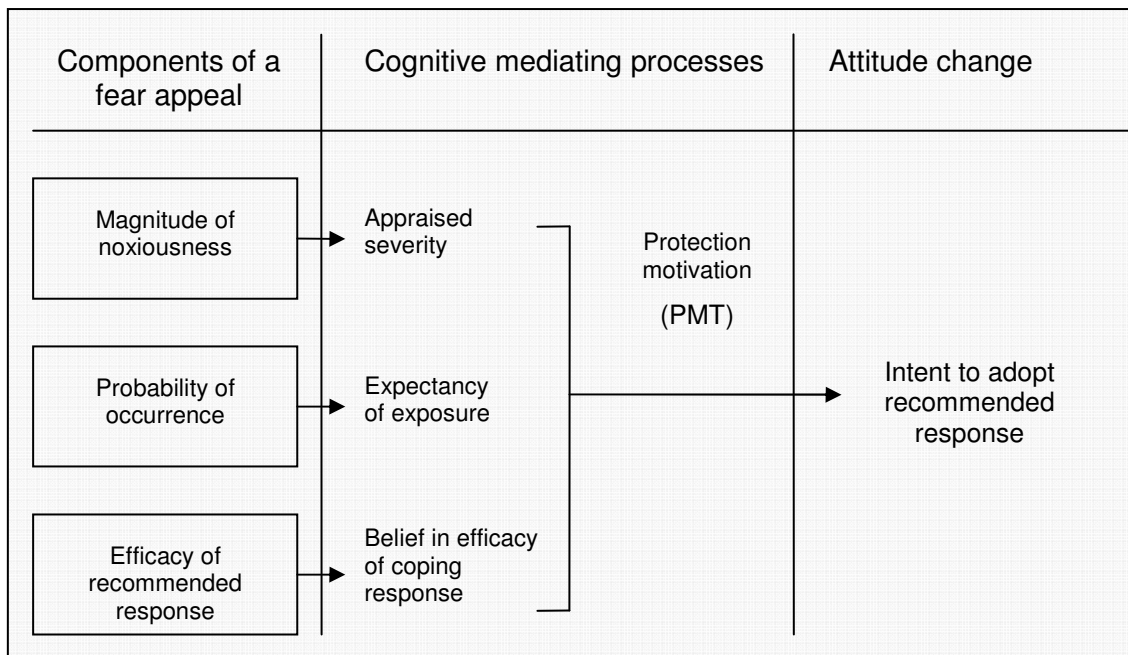 Components of a
fear appeal
Cognitive mediating processes
Attitude change
Magnitude of
noxiousness
Appraised
severity
Protection
motivation
(PMT)
Probability of
occurrence
Expectancy
of exposure
Intent to adopt
recommended
response
Efficacy of
recommended
response
Belief in efficacy
of coping
response